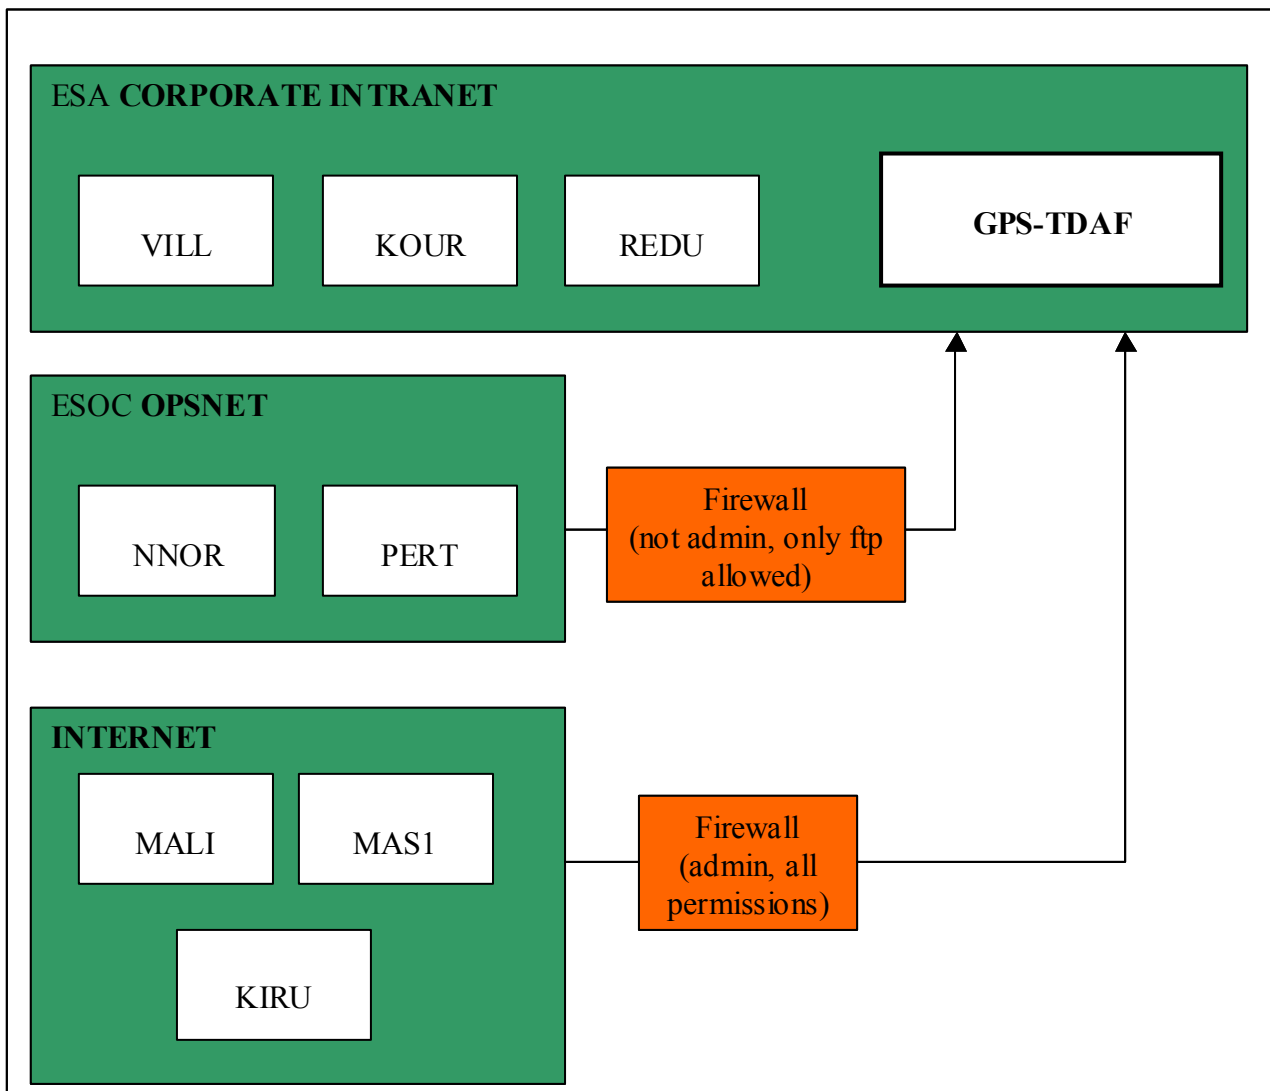 ESA CORPORATE INTRANET
VILL
KOUR
REDU
GPS-TDAF
ESOC OPSNET
NNOR
PERT
Firewall
(not admin, only ftp
allowed)
INTERNET
MALI
MAS1
KIRU
Firewall
(admin, all
permissions)